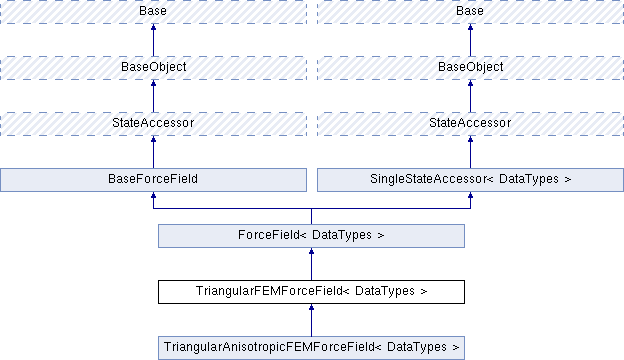 Base
Base
BaseObject
BaseObject
StateAccessor
StateAccessor
BaseForceField
SingleStateAccessor< DataTypes >
ForceField< DataTypes >
TriangularFEMForceField< DataTypes >
TriangularAnisotropicFEMForceField< DataTypes >